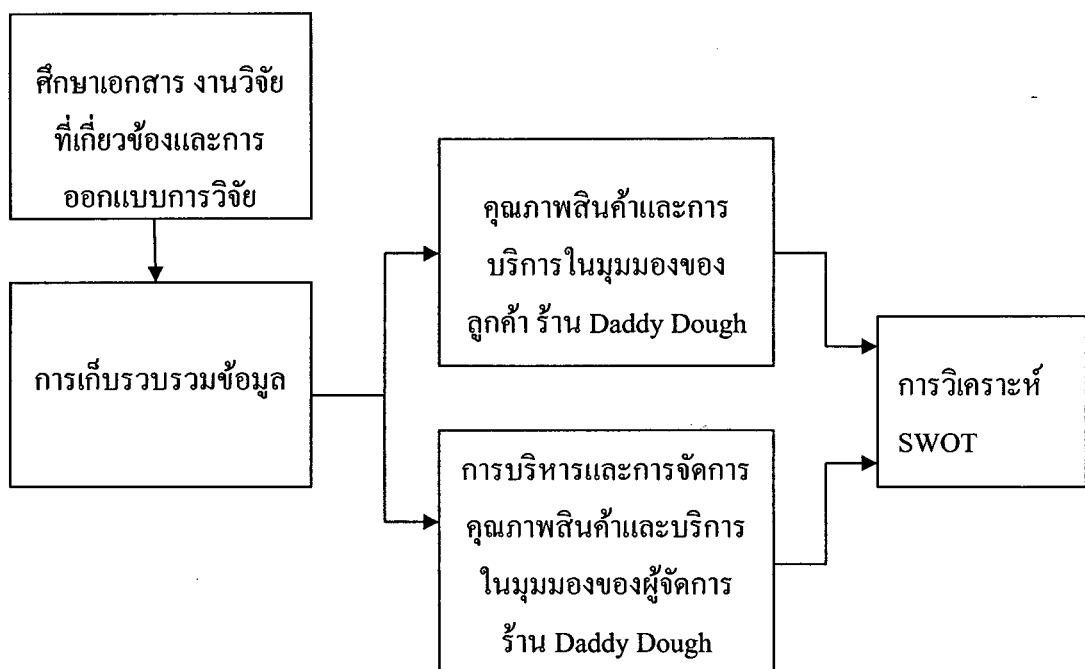 ศึกษาเอกสาร งานวิจัย
ที่เกี่ยวข้องและการ
ออกแบบการวิจัย
การเก็บรวบรวมข้อมูล
คุณภาพสินค้าและการ
บริการในมุมมองของ
ลูกค้า ร้าน Daddy Dough
การบริหารและการจัดการ
คุณภาพสินค้าและบริการ
ในมุมมองของผู้จัดการ
ร้าน Daddy Dough
การวิเคราะห์
SWOT